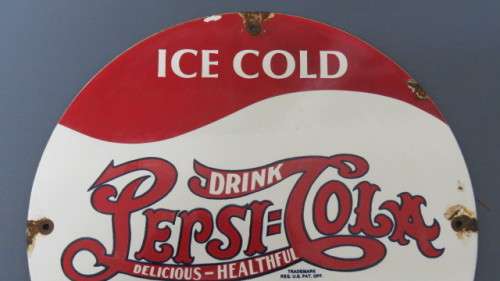 ICE COLD
DRINK
PEPSI=COLA
DELICIOUS-HEALTHFUL
TRADEMARK
REG. U.S. PAT. OFF.